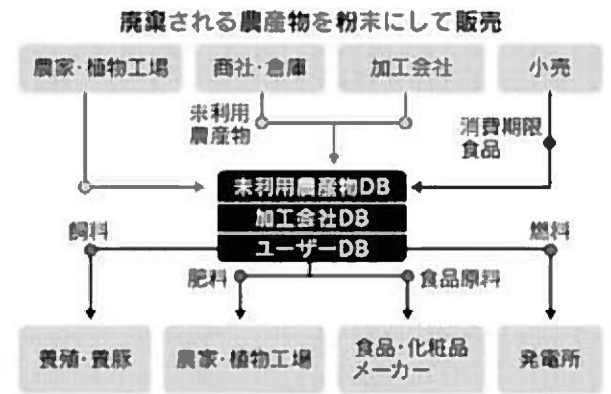 廃棄される農産物を粉末にして販売
農家・植物工場
商社・倉庫
加工会社
小売
未利用
農産物
消費期限
食品
未利用農産物DB
加工会社DB
ユーザーDB
飼料
燃料
肥料
食品原料
養殖・養豚
農家・植物工場
食品・化粧品
メーカー
発電所